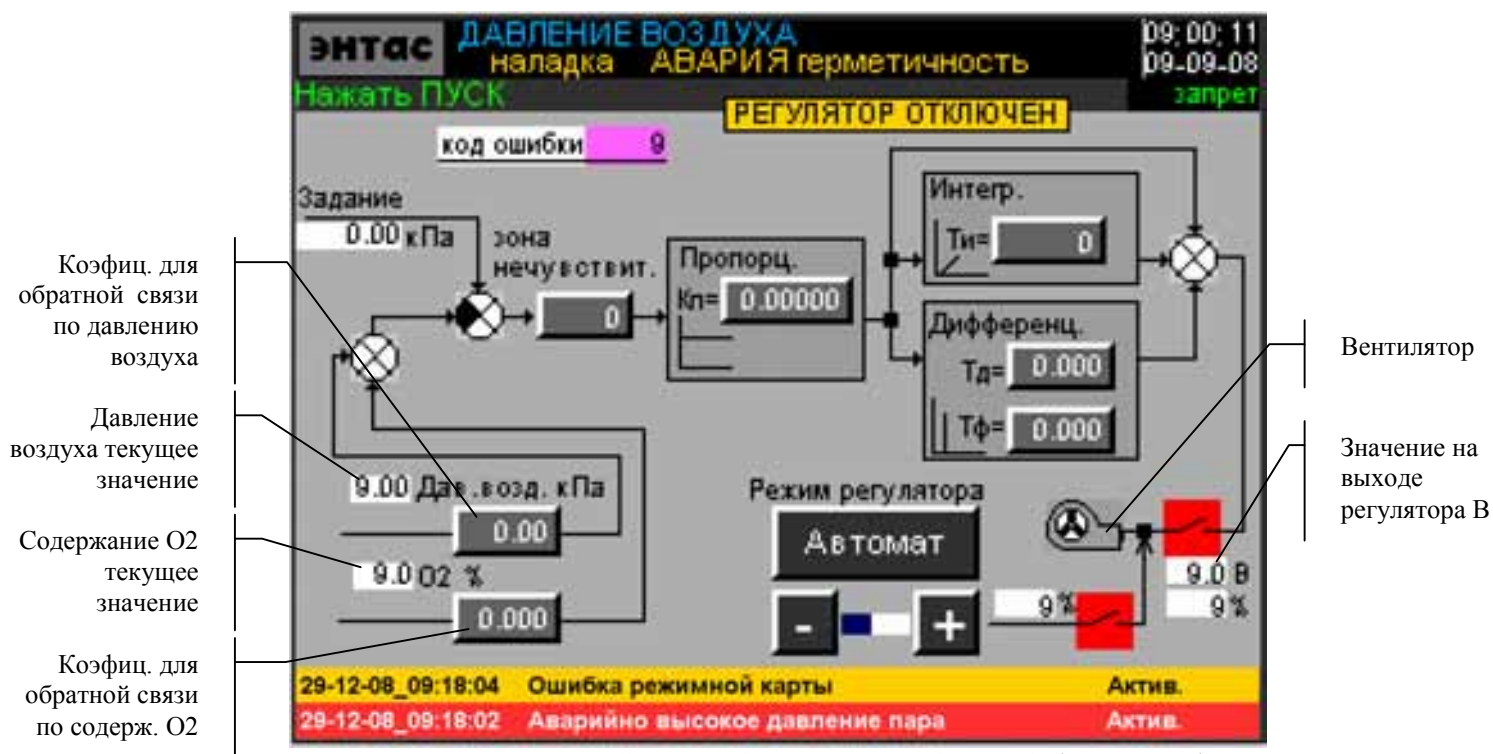 энтас ДАВЛЕНИЕ ВОЗДУХА 09:00:11
наладка АВАРИЯ герметичность 09-09-08
Нажать ПУСК запрет
РЕГУЛЯТОР ОТКЛЮЧЕН
код ошибки 9
Задание
0.00 кПа
зона
нечувствит.
0
Пропорц.
Кп= 0.00000
Интегр.
Ти= 0
Дифференц.
Тд= 0.000
Тф= 0.000
9.00 Дав.возд. кПа
0.00
9.0 O2 %
0.000
Режим регулятора
Автомат
- +
9 %
9.0 В
9 %
29-12-08_09:18:04 Ошибка режимной карты Актив.
29-12-08_09:18:02 Аварийно высокое давление пара Актив.
Коэфиц. для
обратной связи
по давлению
воздуха
Давление
воздуха текущее
значение
Содержание О2
текущее
значение
Коэфиц. для
обратной связи
по содерж. О2
Вентилятор
Значение на
выходе
регулятора В